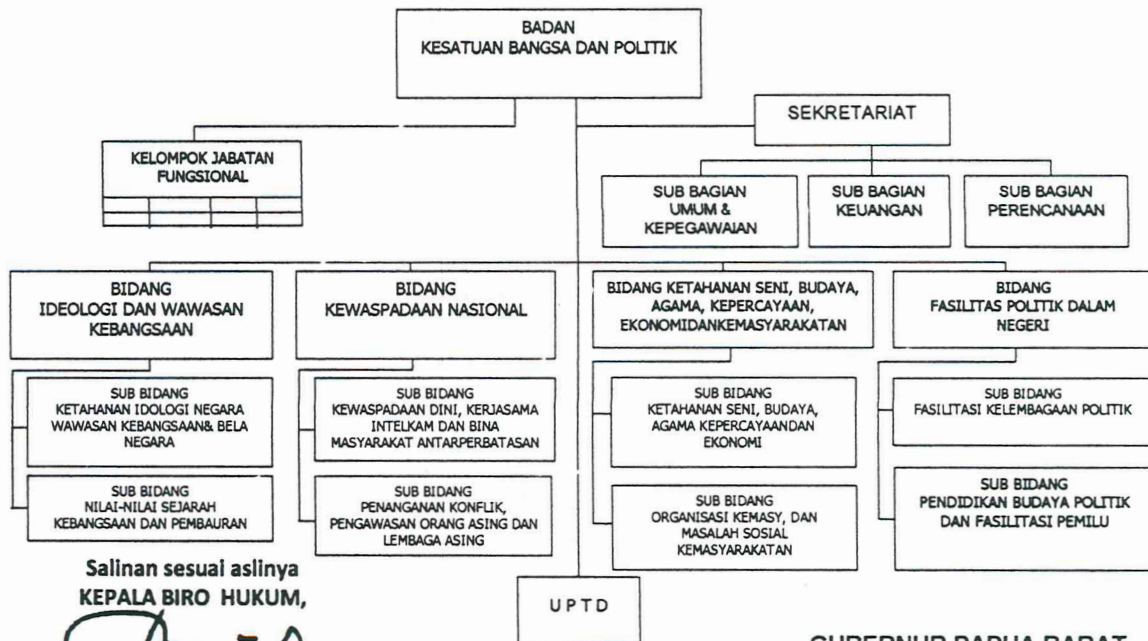 BADAN
KESATUAN BANGSA DAN POLITIK
SEKRETARIAT
KELOMPOK JABATAN
FUNGSIONAL
SUB BAGIAN
UMUM &
KEPEGAWAIAN
SUB BAGIAN
KEUANGAN
SUB BAGIAN
PERENCANAAN
BIDANG
IDEOLOGI DAN WAWASAN
KEBANGSAAN
BIDANG
KEWASPADAAN NASIONAL
BIDANG KETAHANAN SENI, BUDAYA,
AGAMA, KEPERCAYAAN,
EKONOMIDANKEMASYARAKATAN
BIDANG
FASILITAS POLITIK DALAM
NEGERI
SUB BIDANG
KETAHANAN IDOLOGI NEGARA
WAWASAN KEBANGSAAN& BELA
NEGARA
SUB BIDANG
KEWASPADAAN DINI, KERJASAMA
INTELKAM DAN BINA
MASYARAKAT ANTARPERBATASAN
SUB BIDANG
KETAHANAN SENI, BUDAYA,
AGAMA KEPERCAYAANDAN
EKONOMI
SUB BIDANG
FASILITASI KELEMBAGAAN POLITIK
SUB BIDANG
NILAI-NILAI SEJARAH
KEBANGSAAN DAN PEMBAURAN
SUB BIDANG
PENANGANAN KONFLIK,
PENGAWASAN ORANG ASING DAN
LEMBAGA ASING
SUB BIDANG
ORGANISASI KEMASY, DAN
MASALAH SOSIAL
KEMASYARAKATAN
SUB BIDANG
PENDIDIKAN BUDAYA POLITIK
DAN FASILITASI PEMILU
Salinan sesuai aslinya
KEPALA BIRO HUKUM,
UPTD
GUBERNUR PAPUA BARAT